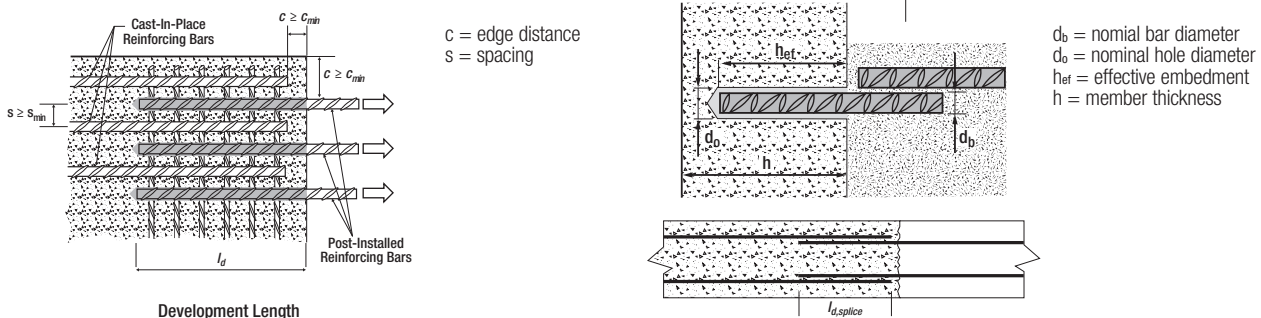 Cast-In-Place
Reinforcing Bars
c ≥ cmin
c ≥ cmin
s ≥ smin
Post-Installed
Reinforcing Bars
ld
Development Length
c = edge distance
s = spacing
hef
do
db
h
ld,splice
db = nomial bar diameter
do = nominal hole diameter
hef = effective embedment
h = member thickness